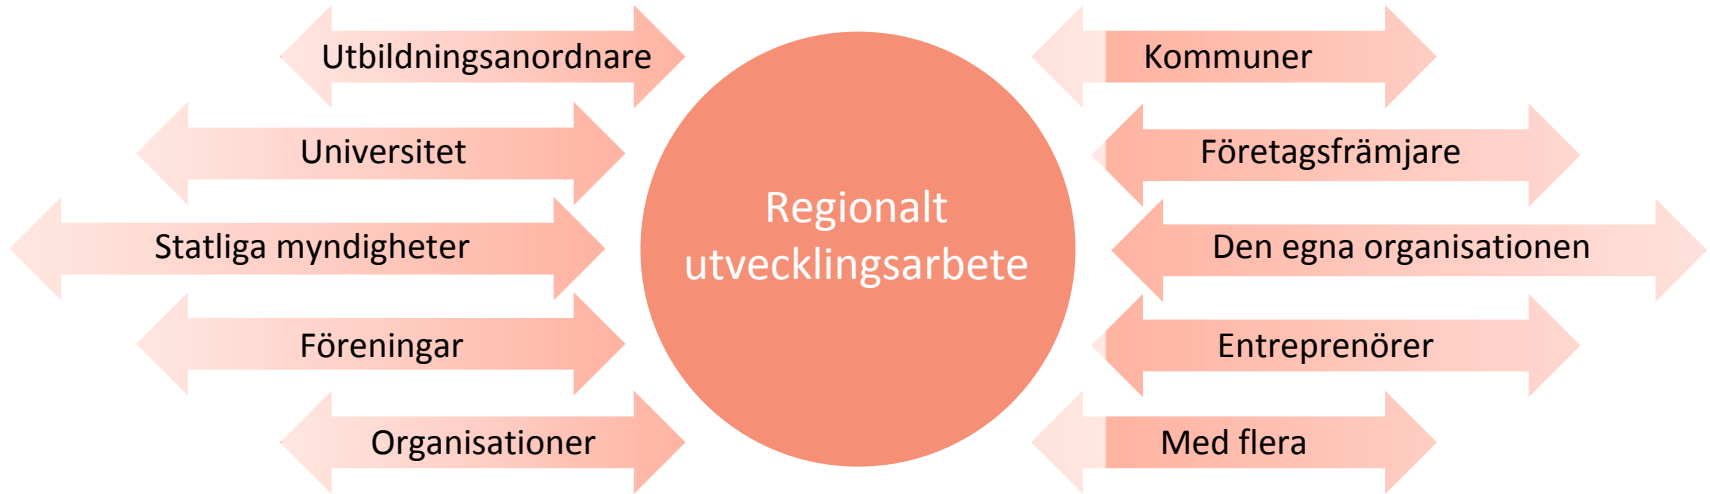 Utbildningsanordnare
Universitet
Statliga myndigheter
Föreningar
Organisationer
Regionalt
utvecklingsarbete
Kommuner
Företagsfrämjare
Den egna organisationen
Entreprenörer
Med flera